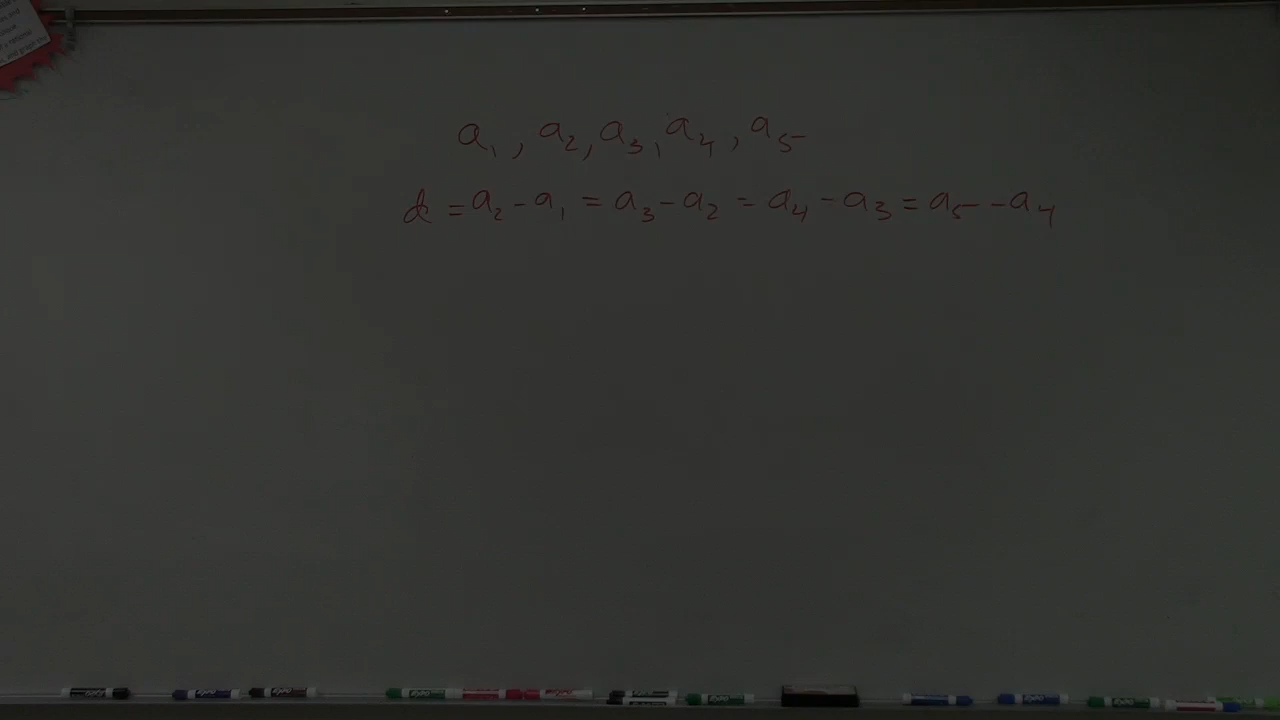 a₁, a₂, a₃, a₄, a₅
d = a₂ - a₁ = a₃ - a₂ = a₄ - a₃ = a₅ - a₄